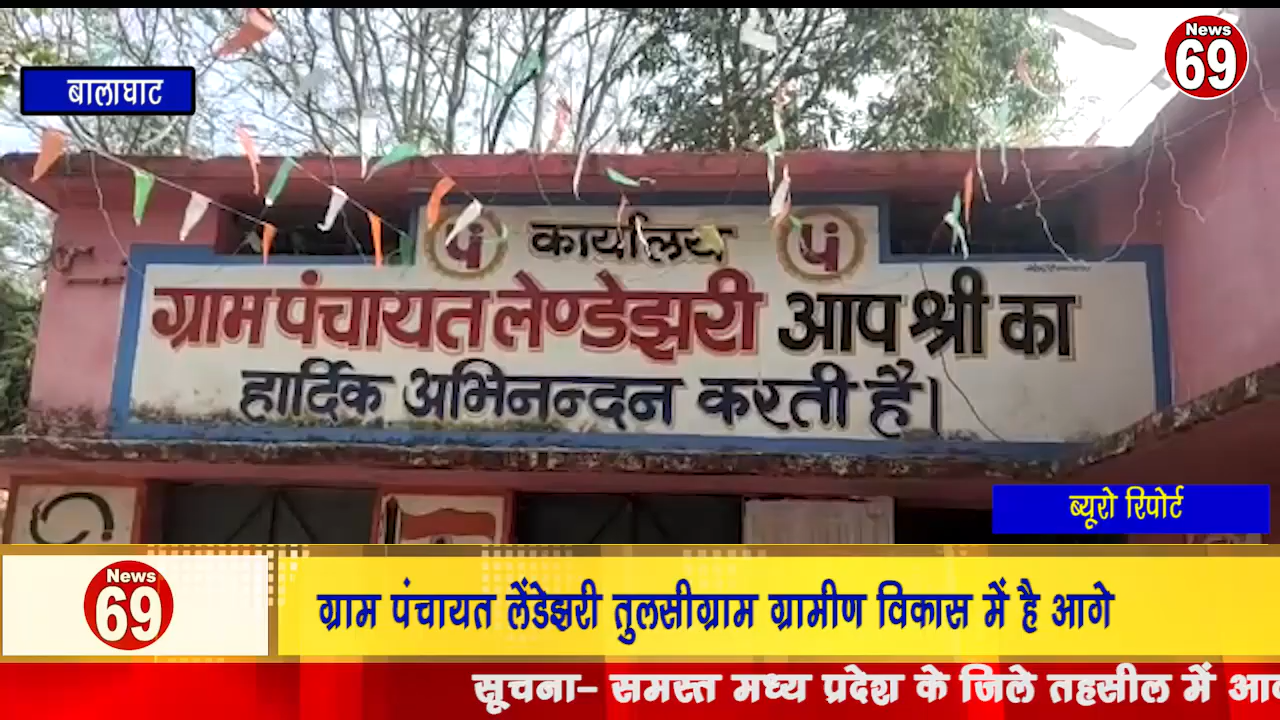 News
69
बालाघाट
पं कार्यालय पं
ग्राम पंचायत लेण्डेझरी आप श्री का
हार्दिक अभिनन्दन करती है।
ब्यूरो रिपोर्ट
News
69
ग्राम पंचायत लेंडेझरी तुलसीग्राम ग्रामीण विकास में है आगे
सूचना- समस्त मध्य प्रदेश के जिले तहसील में